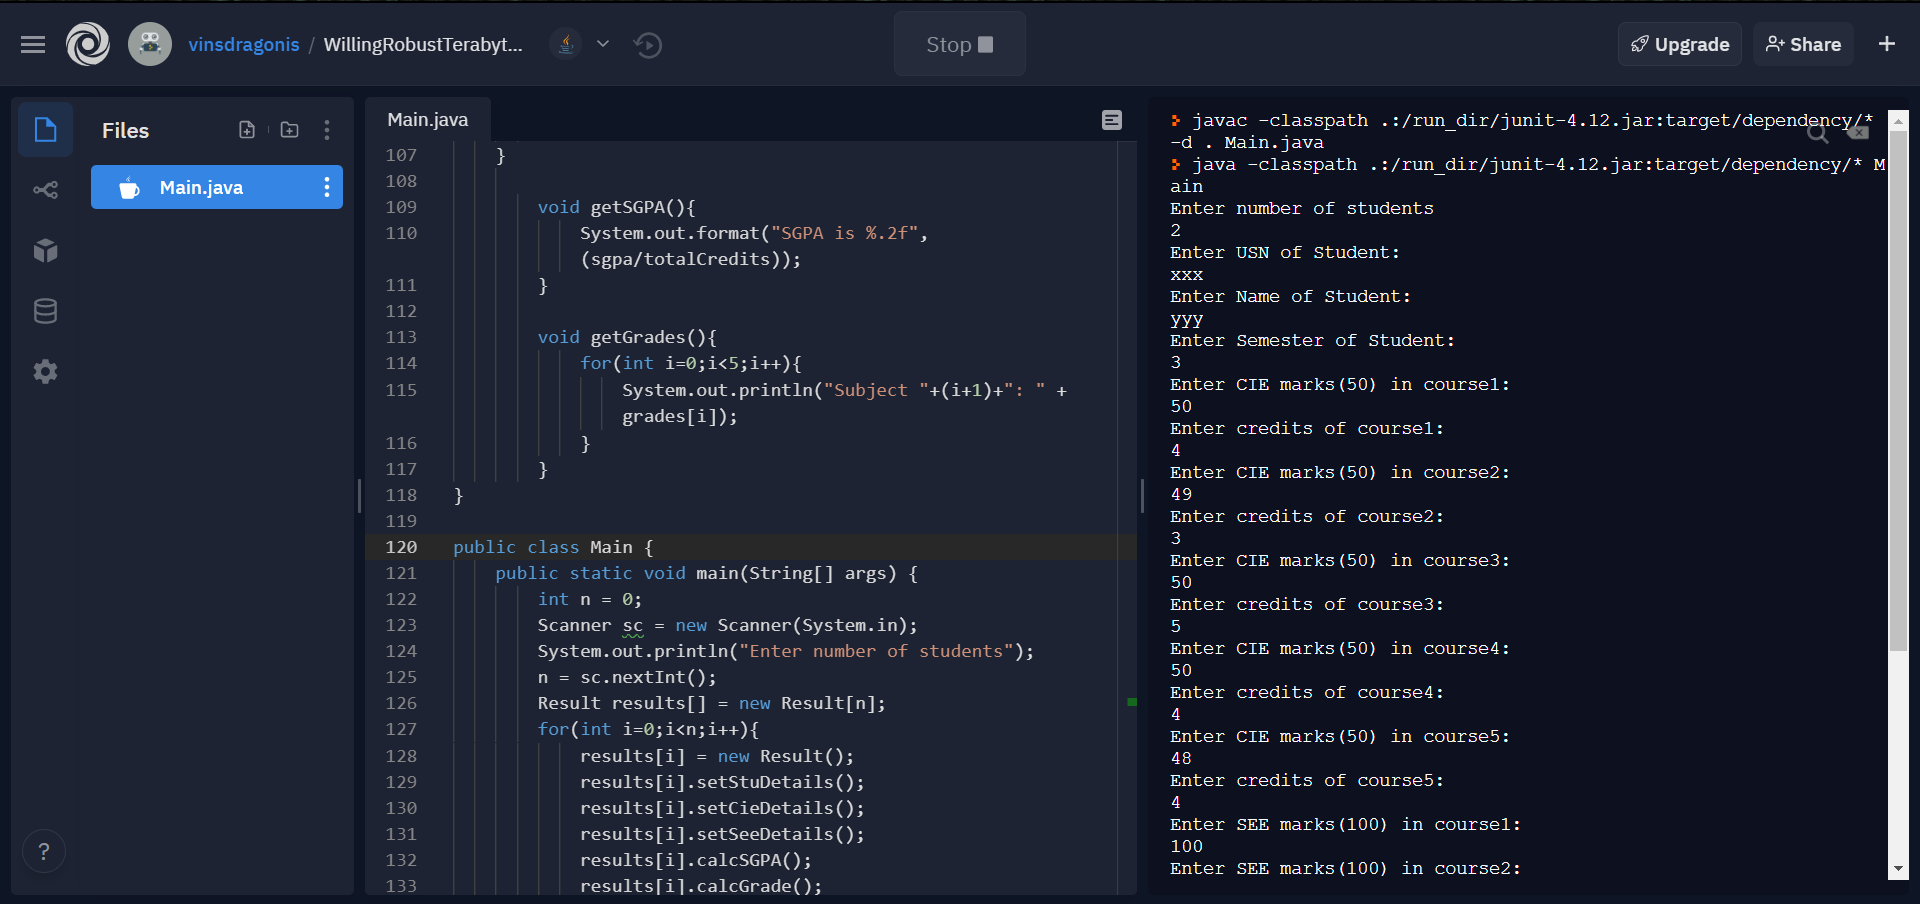 vinsdragonis / WillingRobustTerabyt...
Stop
Upgrade
Share
Files
Main.java
Main.java
107 }
108
109 void getSGPA(){
110 System.out.format("SGPA is %.2f",
(sgpa/totalCredits));
111 }
112
113 void getGrades(){
114 for(int i=0;i<5;i++){
115 System.out.println("Subject "+(i+1)+": " +
grades[i]);
116 }
117 }
118 }
119
120 public class Main {
121 public static void main(String[] args) {
122 int n = 0;
123 Scanner sc = new Scanner(System.in);
124 System.out.println("Enter number of students");
125 n = sc.nextInt();
126 Result results[] = new Result[n];
127 for(int i=0;i<n;i++){
128 results[i] = new Result();
129 results[i].setStuDetails();
130 results[i].setCieDetails();
131 results[i].setSeeDetails();
132 results[i].calcSGPA();
133 results[i].calcGrade();
javac -classpath .:/run_dir/junit-4.12.jar:target/dependency/*
-d . Main.java
java -classpath .:/run_dir/junit-4.12.jar:target/dependency/* M
ain
Enter number of students
2
Enter USN of Student:
xxx
Enter Name of Student:
yyy
Enter Semester of Student:
3
Enter CIE marks(50) in course1:
50
Enter credits of course1:
4
Enter CIE marks(50) in course2:
49
Enter credits of course2:
3
Enter CIE marks(50) in course3:
50
Enter credits of course3:
5
Enter CIE marks(50) in course4:
50
Enter credits of course4:
4
Enter CIE marks(50) in course5:
48
Enter credits of course5:
4
Enter SEE marks(100) in course1:
100
Enter SEE marks(100) in course2:
?